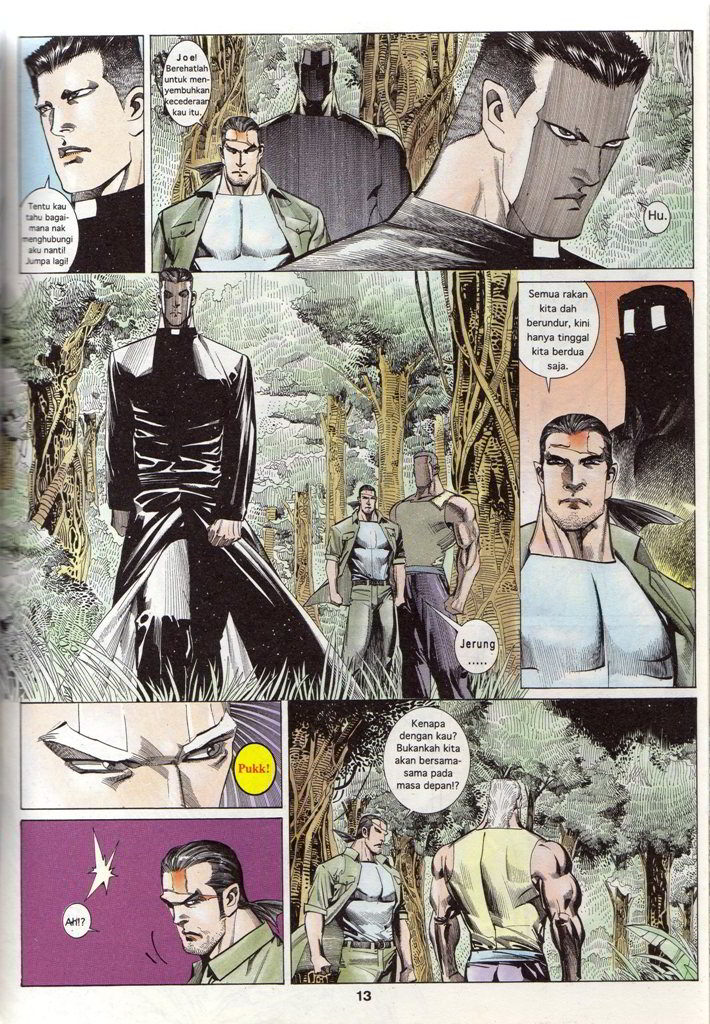 Tentu kau
tahu bagai-
mana nak
menghubungi
aku nanti!
Jumpa lagi!
Joe!
Berehatlah
untuk men-
yembuhkan
kecederaan
kau itu.
Hu.
Jerung
.....
Semua rakan
kita dah
berundur, kini
hanya tinggal
kita berdua
saja.
Pukk!
Ah!?
Kenapa
dengan kau?
Bukankah kita
akan bersama-
sama pada
masa depan!?
13